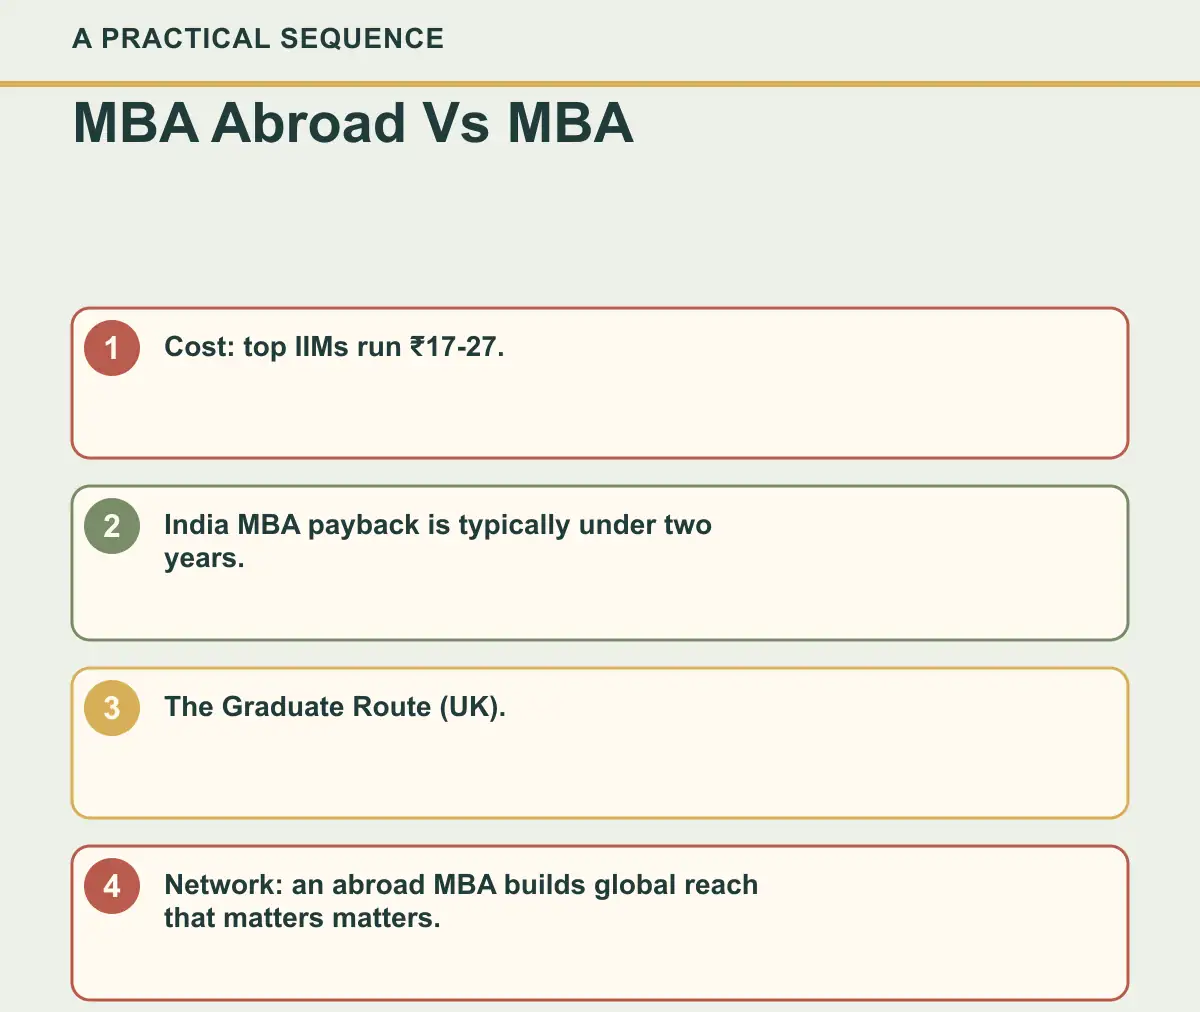 A PRACTICAL SEQUENCE
MBA Abroad Vs MBA
1
Cost: top IIMs run ₹17-27.
2
India MBA payback is typically under two
years.
3
The Graduate Route (UK).
4
Network: an abroad MBA builds global reach
that matters matters.